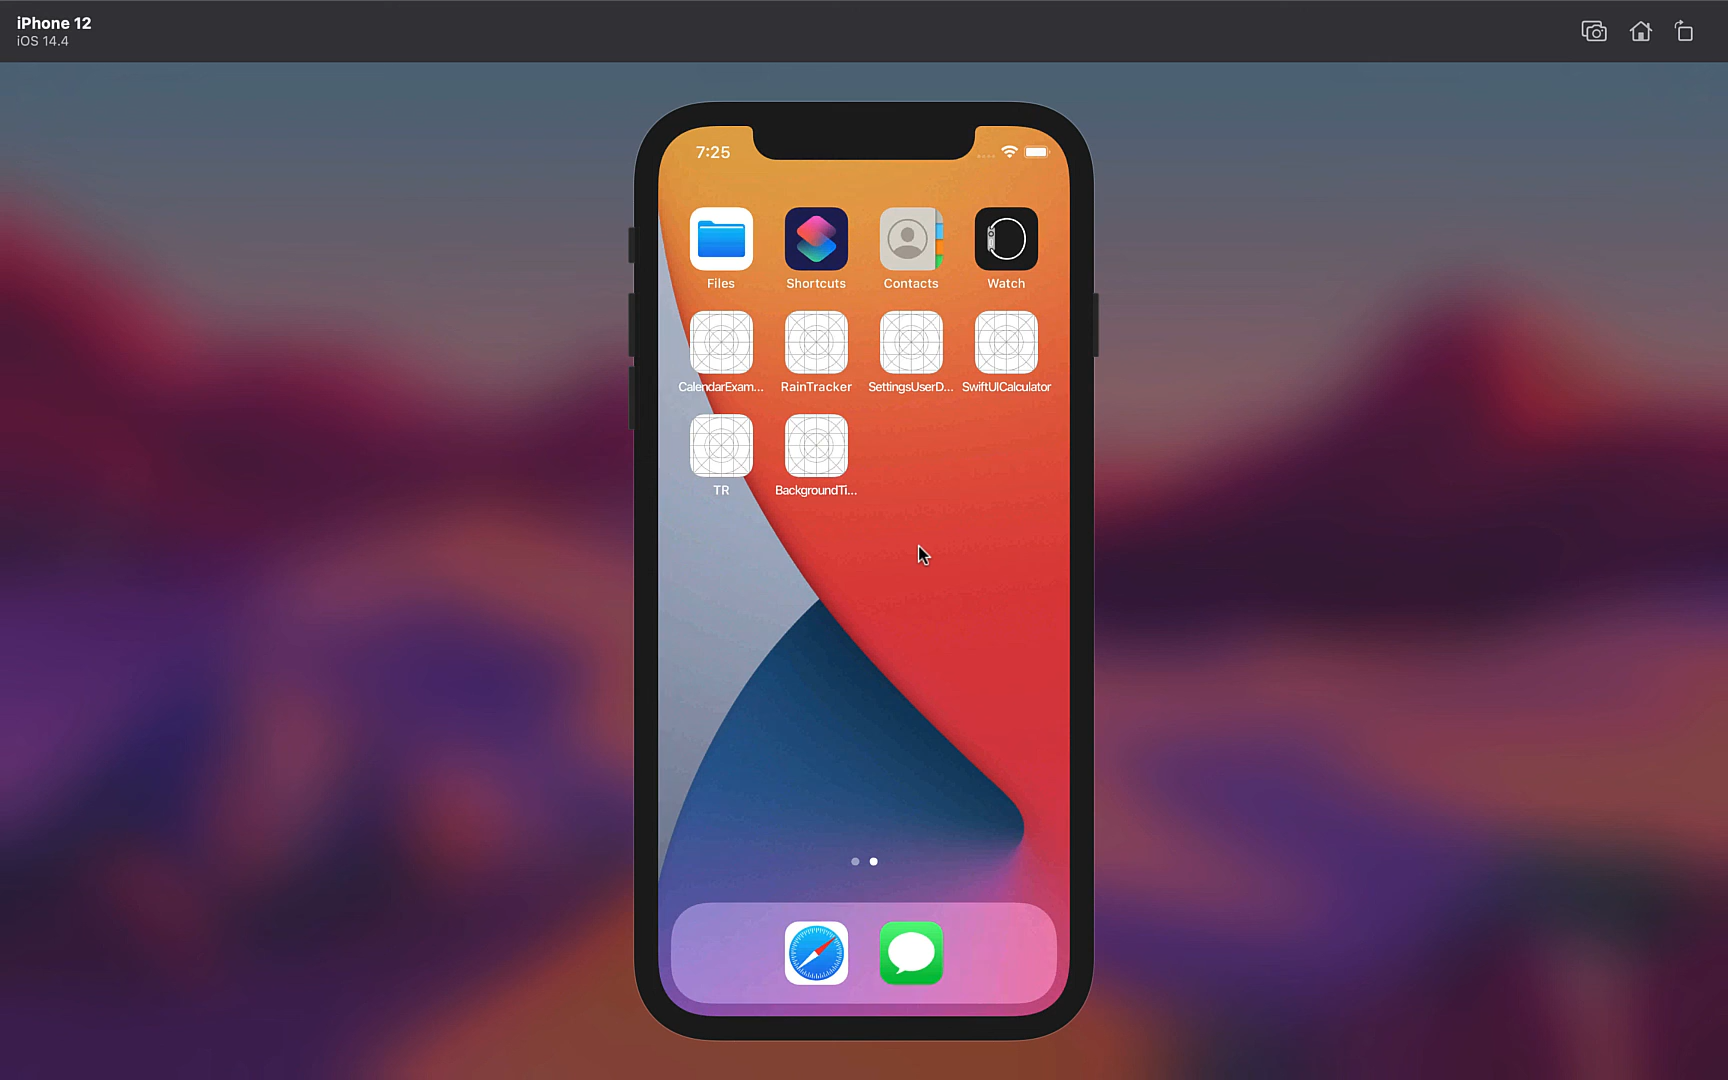 iPhone 12
iOS 14.4
7:25
Files Shortcuts Contacts Watch
CalendarExam... RainTracker SettingsUserD... SwiftUICalculator
TR BackgroundTi...